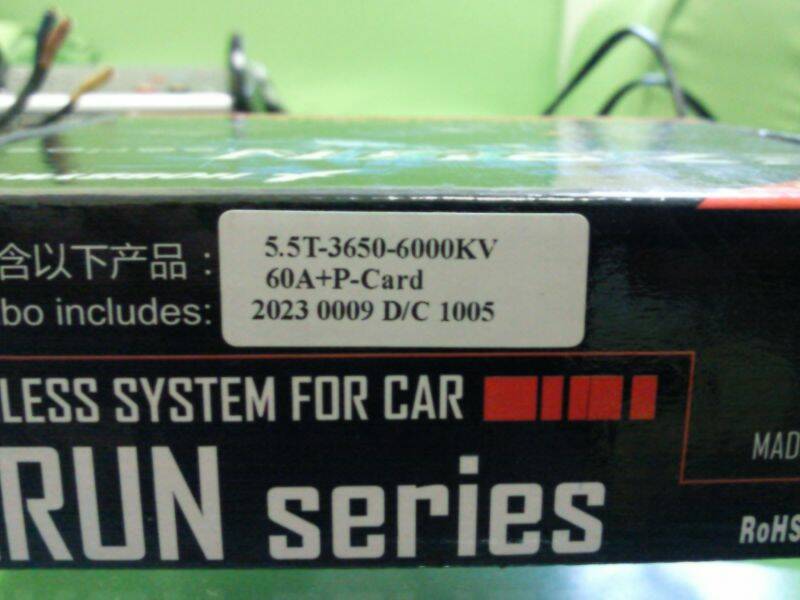 含以下产品：
bo includes:
5.5T-3650-6000KV
60A+P-Card
2023 0009 D/C 1005
LESS SYSTEM FOR CAR
RUN series
MAD
RoHS